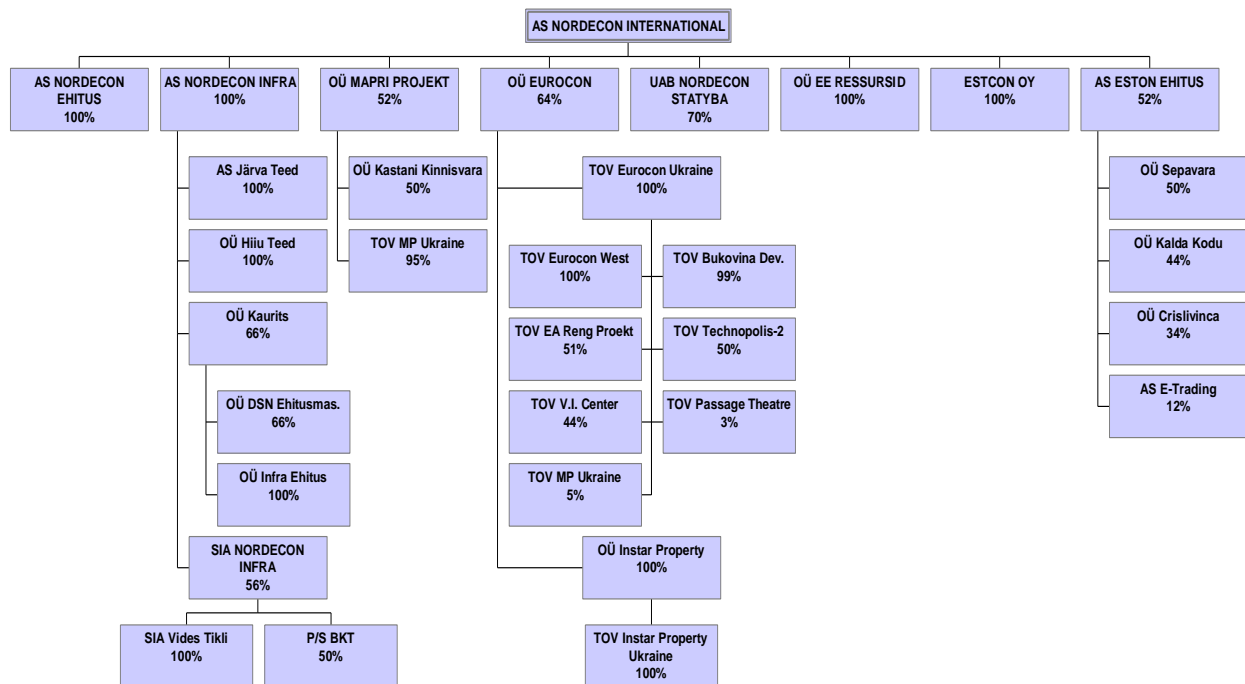 AS NORDECON INTERNATIONAL
AS NORDECON
EHITUS
100%
AS NORDECON INFRA
100%
OÜ MAPRI PROJEKT
52%
OÜ EUROCON
64%
UAB NORDECON
STATYBA
70%
OÜ EE RESSURSID
100%
ESTCON OY
100%
AS ESTON EHITUS
52%
AS Järva Teed
100%
OÜ Hiiu Teed
100%
OÜ Kaurits
66%
OÜ DSN Ehitusmas.
66%
OÜ Infra Ehitus
100%
SIA NORDECON
INFRA
56%
SIA Vides Tikli
100%
P/S BKT
50%
OÜ Kastani Kinnisvara
50%
TOV MP Ukraine
95%
TOV Eurocon Ukraine
100%
TOV Eurocon West
100%
TOV Bukovina Dev.
99%
TOV EA Reng Proekt
51%
TOV Technopolis-2
50%
TOV V.I. Center
44%
TOV Passage Theatre
3%
TOV MP Ukraine
5%
OÜ Instar Property
100%
TOV Instar Property
Ukraine
100%
OÜ Sepavara
50%
OÜ Kalda Kodu
44%
OÜ Crislivinca
34%
AS E-Trading
12%